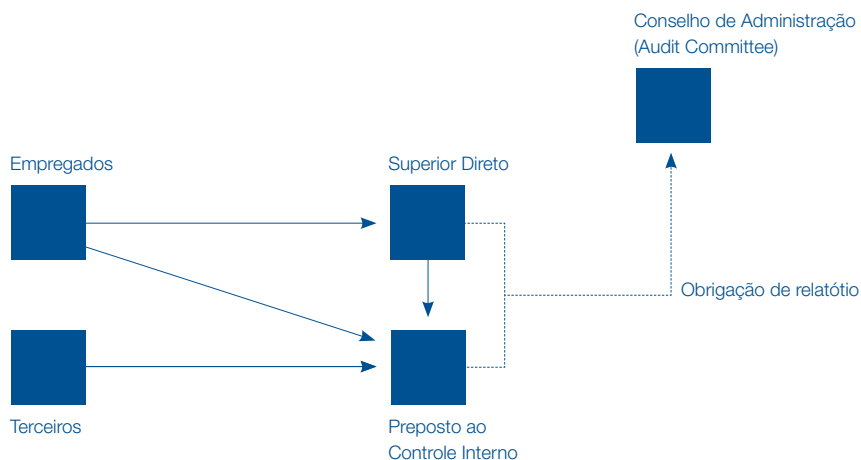 Conselho de Administração
(Audit Committee)
Empregados
Superior Direto
Obrigação de relatótio
Terceiros
Preposto ao
Controle Interno